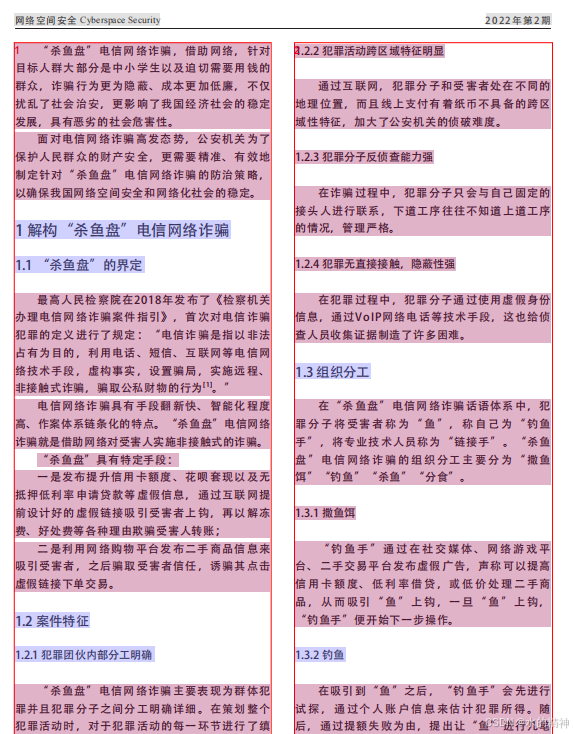 网络空间安全 Cyberspace Security
2022年第2期
1
“杀鱼盘”电信网络诈骗，借助网络，针对
目标人群大部分是中小学生以及迫切需要用钱的
群众，诈骗行为更为隐蔽、成本更加低廉，不仅
扰乱了社会治安，更影响了我国经济社会的稳定
发展，具有恶劣的社会危害性。
面对电信网络诈骗高发态势，公安机关为了
保护人民群众的财产安全，更需要精准、有效地
制定针对“杀鱼盘”电信网络诈骗的防治策略，
以确保我国网络空间安全和网络化社会的稳定。
1 解构“杀鱼盘”电信网络诈骗
1.1 “杀鱼盘”的界定
最高人民检察院在2018年发布了《检察机关
办理电信网络诈骗案件指引》，首次对电信诈骗
犯罪的定义进行了规定：“电信诈骗是指以非法
占有为目的，利用电话、短信、互联网等电信网
络技术手段，虚构事实，设置骗局，实施远程、
非接触式诈骗，骗取公私财物的行为[1]。”
电信网络诈骗具有手段翻新快、智能化程度
高、作案体系链条化的特点。“杀鱼盘”电信网络
诈骗就是借助网络对受害人实施非接触式的诈骗。
“杀鱼盘”具有特定手段：
一是发布提升信用卡额度、花呗套现以及无
抵押低利率申请贷款等虚假信息，通过互联网提
前设计好的虚假链接吸引受害者上钩，再以解冻
费、好处费等各种理由欺骗受害人转账；
二是利用网络购物平台发布二手商品信息来
吸引受害者，之后骗取受害者信任，诱骗其点击
虚假链接下单交易。
1.2 案件特征
1.2.1 犯罪团伙内部分工明确
“杀鱼盘”电信网络诈骗主要表现为群体犯
罪并且犯罪分子之间分工明确详细。在策划整个
犯罪活动时，对于犯罪活动的每一环节进行了缜
1.2.2 犯罪活动跨区域特征明显
通过互联网，犯罪分子和受害者处在不同的
地理位置，而且线上支付有着纸币不具备的跨区
域性特征，加大了公安机关的侦破难度。
1.2.3 犯罪分子反侦查能力强
在诈骗过程中，犯罪分子只会与自己固定的
接头人进行联系，下道工序往往不知道上道工序
的情况，管理严格。
1.2.4 犯罪无直接接触，隐蔽性强
在犯罪过程中，犯罪分子通过使用虚假身份
信息，通过VoIP网络电话等技术手段，这也给侦
查人员收集证据制造了许多困难。
1.3 组织分工
在“杀鱼盘”电信网络诈骗话语体系中，犯
罪分子将受害者称为“鱼”，称自己为“钓鱼
手”，将专业技术人员称为“链接手”。“杀鱼
盘”电信网络诈骗的组织分工主要分为“撒鱼
饵”“钓鱼”“杀鱼”“分食”。
1.3.1 撒鱼饵
“钓鱼手”通过在社交媒体、网络游戏平
台、二手交易平台发布虚假广告，声称可以提高
信用卡额度、低利率借贷，或低价处理二手商
品，从而吸引“鱼”上钩，一旦“鱼”上钩，
“钓鱼手”便开始下一步操作。
1.3.2 钓鱼
在吸引到“鱼”之后，“钓鱼手”会先进行
试探，通过个人账户信息来估计犯罪所得。随
后，通过提额失败为由，提出让“鱼”进行